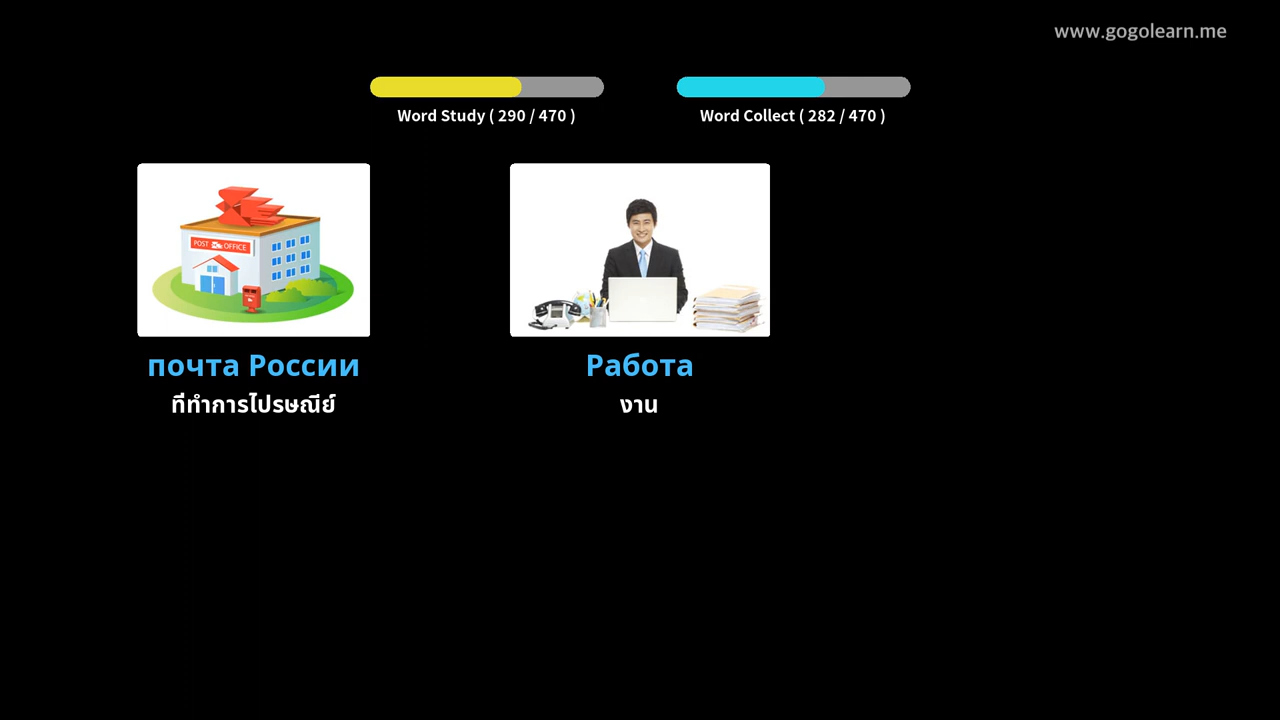 www.gogolearn.me
Word Study ( 290 / 470 )
Word Collect ( 282 / 470 )
POST OFFICE
почта России
ที่ทำการไปรษณีย์
Работа
งาน